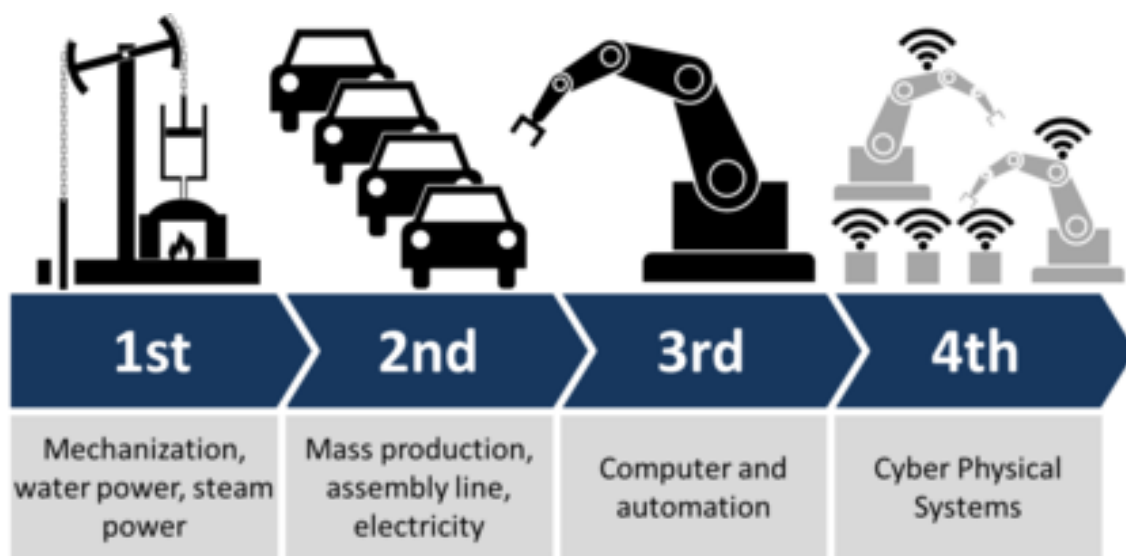 1st
2nd
3rd
4th
Mechanization,
water power, steam
power
Mass production,
assembly line,
electricity
Computer and
automation
Cyber Physical
Systems